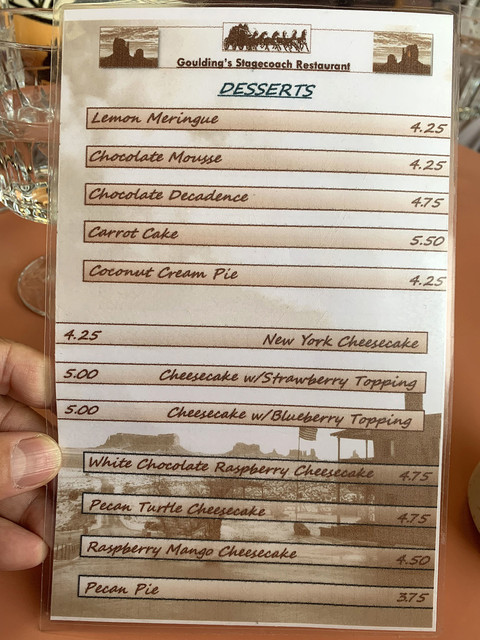 Goulding's Stagecoach Restaurant
DESSERTS
Lemon Meringue 4.25
Chocolate Mousse 4.25
Chocolate Decadence 4.75
Carrot Cake 5.50
Coconut Cream Pie 4.25
4.25 New York Cheesecake
5.00 Cheesecake w/Strawberry Topping
5.00 Cheesecake w/Blueberry Topping
White Chocolate Raspberry Cheesecake 4.75
Pecan Turtle Cheesecake 4.75
Raspberry Mango Cheesecake 4.50
Pecan Pie 3.75